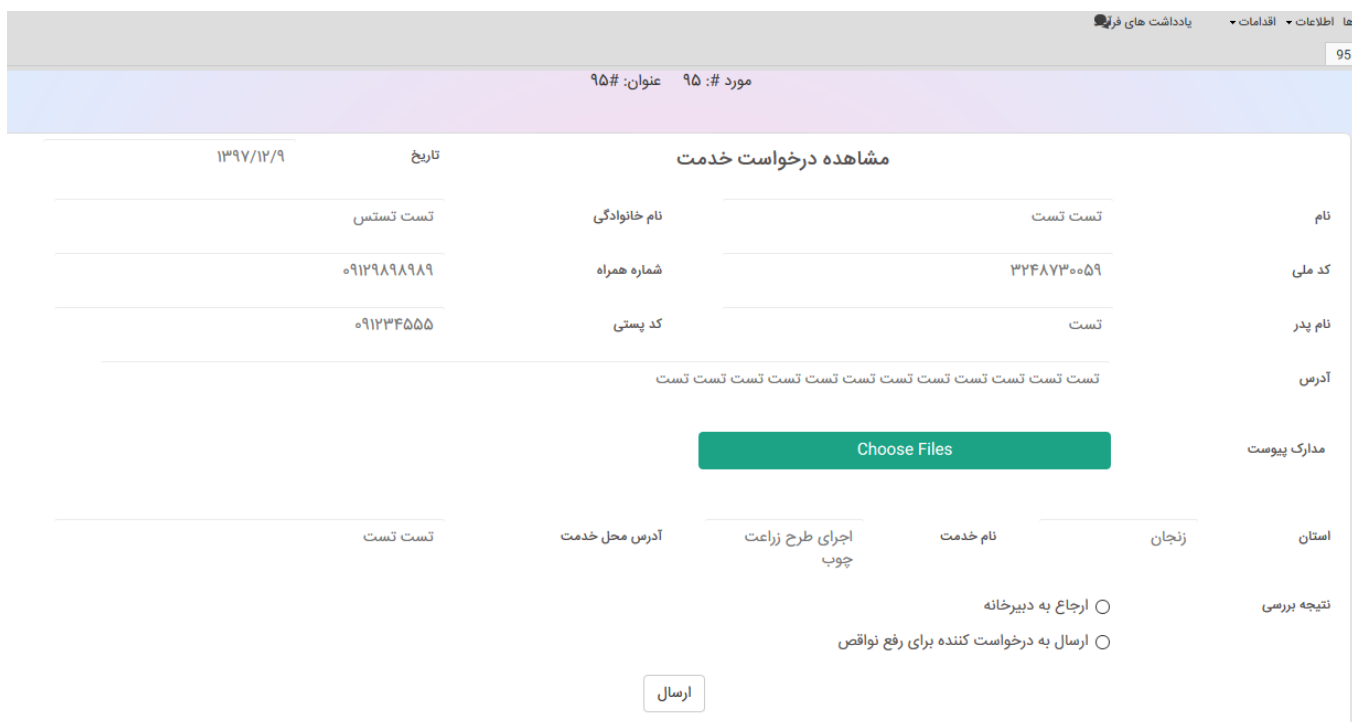 ها اطلاعات اقدامات یادداشت های
95
مورد #: ۹۵ عنوان: #۹۵
مشاهده درخواست خدمت تاریخ ۱۳۹۷/۱۲/۹
نام تست تست نام خانوادگی تست تستس
کد ملی ۳۲۴۸۷۳۰۰۵۹ شماره همراه ۰۹۱۲۹۸۹۸۹۸۹
نام پدر تست کد پستی ۰۹۱۲۳۴۵۵۵
آدرس تست تست تست تست تست تست تست تست تست تست تست تست
مدارک پیوست Choose Files
استان زنجان نام خدمت اجرای طرح زراعت آدرس محل خدمت تست تست
چوب
نتیجه بررسی ارجاع به دبیرخانه
ارسال به درخواست کننده برای رفع نواقص
ارسال